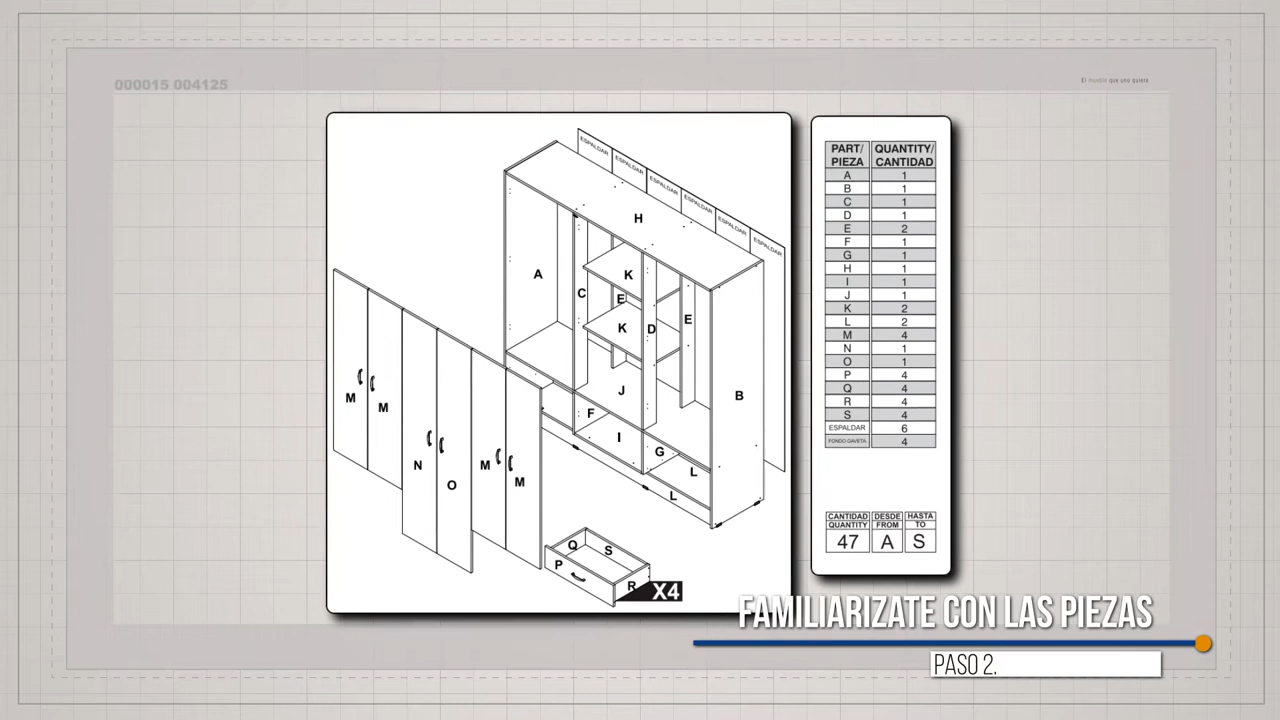 000015 004125
El mueble que uno quiere
ESPALDAR
ESPALDAR
ESPALDAR
ESPALDAR
ESPALDAR
ESPALDAR
H
A
K
C
E
E
K
D
J
B
F
I
G
L
L
M
M
N
O
M
M
Q
S
P
R
X4
PART/ QUANTITY/
PIEZA CANTIDAD
A 1
B 1
C 1
D 1
E 2
F 1
G 1
H 1
I 1
J 1
K 2
L 2
M 4
N 1
O 1
P 4
Q 4
R 4
S 4
ESPALDAR 6
FONDO GAVETA 4
CANTIDAD DESDE HASTA
QUANTITY FROM TO
47 A S
FAMILIARIZATE CON LAS PIEZAS
PASO 2.